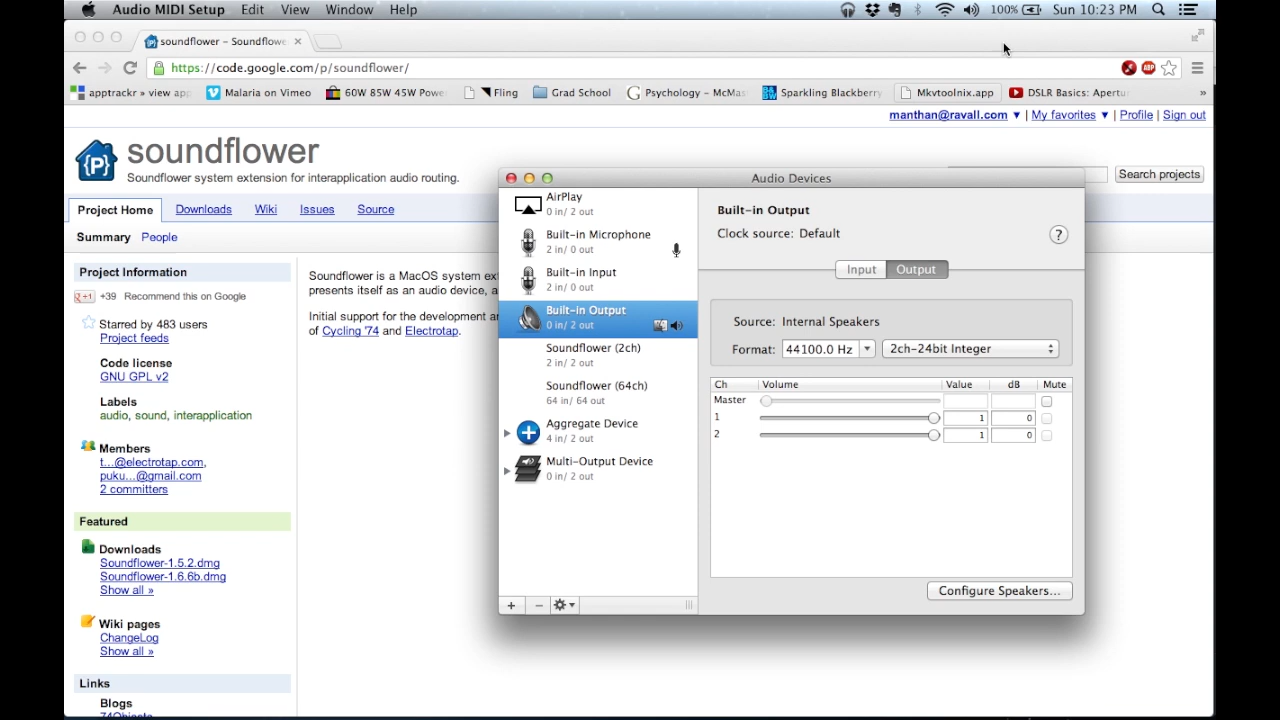 Audio MIDI Setup Edit View Window Help 100% Sun 10:23 PM
soundflower – Soundflowe
https://code.google.com/p/soundflower/
ABP
apptrackr » view app Malaria on Vimeo 60W 85W 45W Powe Fling Grad School Psychology - McMas Sparkling Blackberry Mkvtoolnix.app DSLR Basics: Apertu »
manthan@ravall.com ▼ | My favorites ▼ | Profile | Sign out
soundflower
Soundflower system extension for interapplication audio routing.
Search projects
Project Home Downloads Wiki Issues Source
Summary People
Project Information
+1 +39 Recommend this on Google
Starred by 483 users
Project feeds
Code license
GNU GPL v2
Labels
audio, sound, interapplication
Members
t...@electrotap.com,
puku...@gmail.com
2 committers
Featured
Downloads
Soundflower-1.5.2.dmg
Soundflower-1.6.6b.dmg
Show all »
Wiki pages
ChangeLog
Show all »
Links
Blogs
74Objects
Soundflower is a MacOS system ext
presents itself as an audio device, a
Initial support for the development an
of Cycling '74 and Electrotap.
Audio Devices
AirPlay
0 in/ 2 out
Built-in Microphone
2 in/ 0 out
Built-in Input
2 in/ 0 out
Built-in Output
0 in/ 2 out
Soundflower (2ch)
2 in/ 2 out
Soundflower (64ch)
64 in/ 64 out
Aggregate Device
4 in/ 2 out
Multi-Output Device
0 in/ 2 out
Built-in Output
Clock source: Default
?
Input Output
Source: Internal Speakers
Format: 44100.0 Hz 2ch-24bit Integer
Ch Volume Value dB Mute
Master
1 1 0
2 1 0
Configure Speakers...